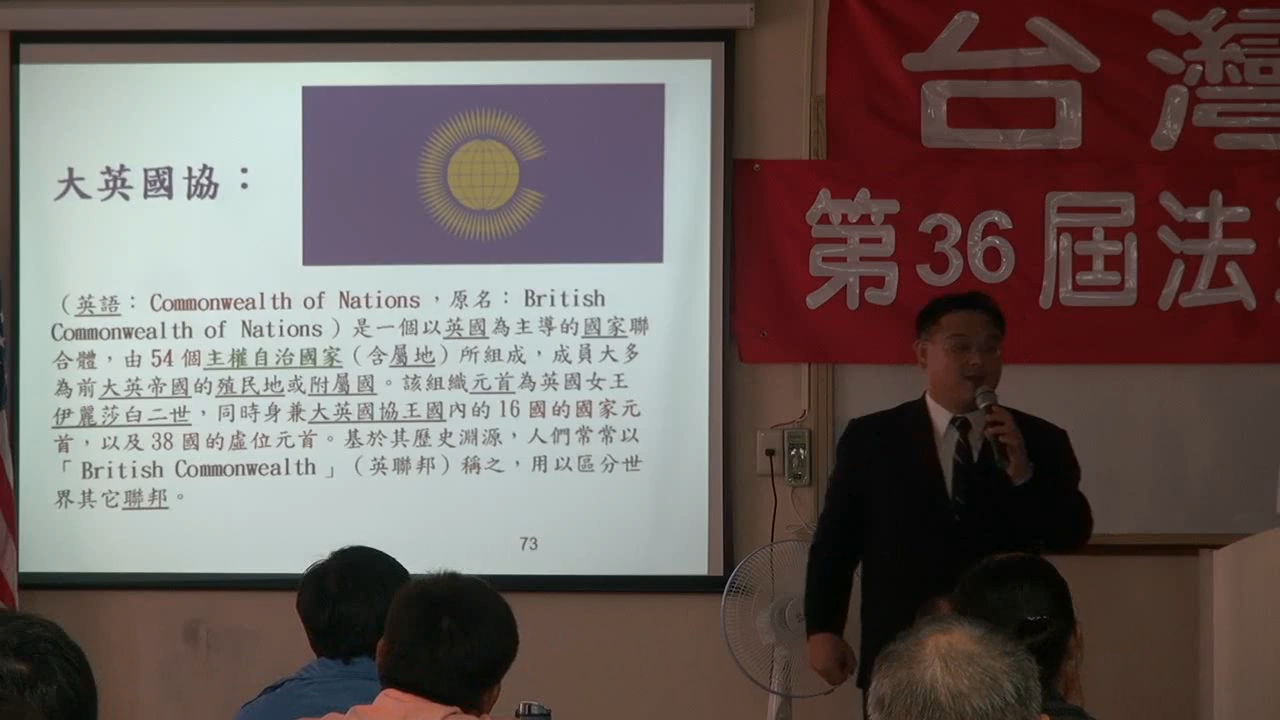 大英國協：
（英語：Commonwealth of Nations，原名：British
Commonwealth of Nations）是一個以英國為主導的國家聯
合體，由 54 個主權自治國家（含屬地）所組成，成員大多
為前大英帝國的殖民地或附屬國。該組織元首為英國女王
伊麗莎白二世，同時身兼大英國協王國內的 16 國的國家元
首，以及 38 國的虛位元首。基於其歷史淵源，人們常常以
「British Commonwealth」（英聯邦）稱之，用以區分世
界其它聯邦。
73
台灣
第36屆法